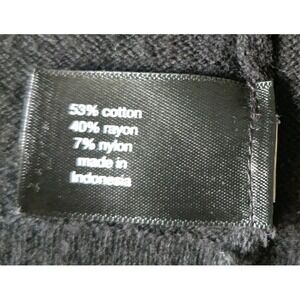 53% cotton
40% rayon
7% nylon
made in
Indonesia